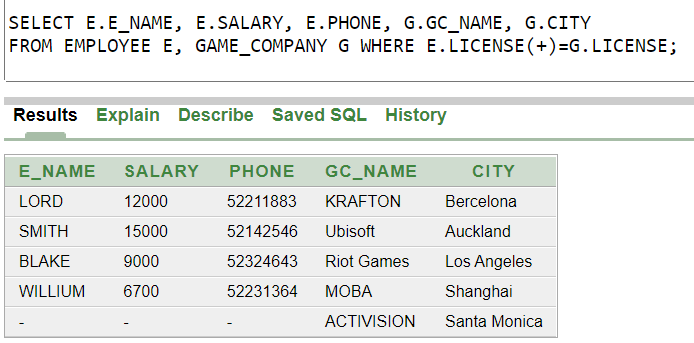 SELECT E.E_NAME, E.SALARY, E.PHONE, G.GC_NAME, G.CITY
FROM EMPLOYEE E, GAME_COMPANY G WHERE E.LICENSE(+)=G.LICENSE;
Results Explain Describe Saved SQL History
E_NAME SALARY PHONE GC_NAME CITY
LORD 12000 52211883 KRAFTON Bercelona
SMITH 15000 52142546 Ubisoft Auckland
BLAKE 9000 52324643 Riot Games Los Angeles
WILLIUM 6700 52231364 MOBA Shanghai
- - - ACTIVISION Santa Monica